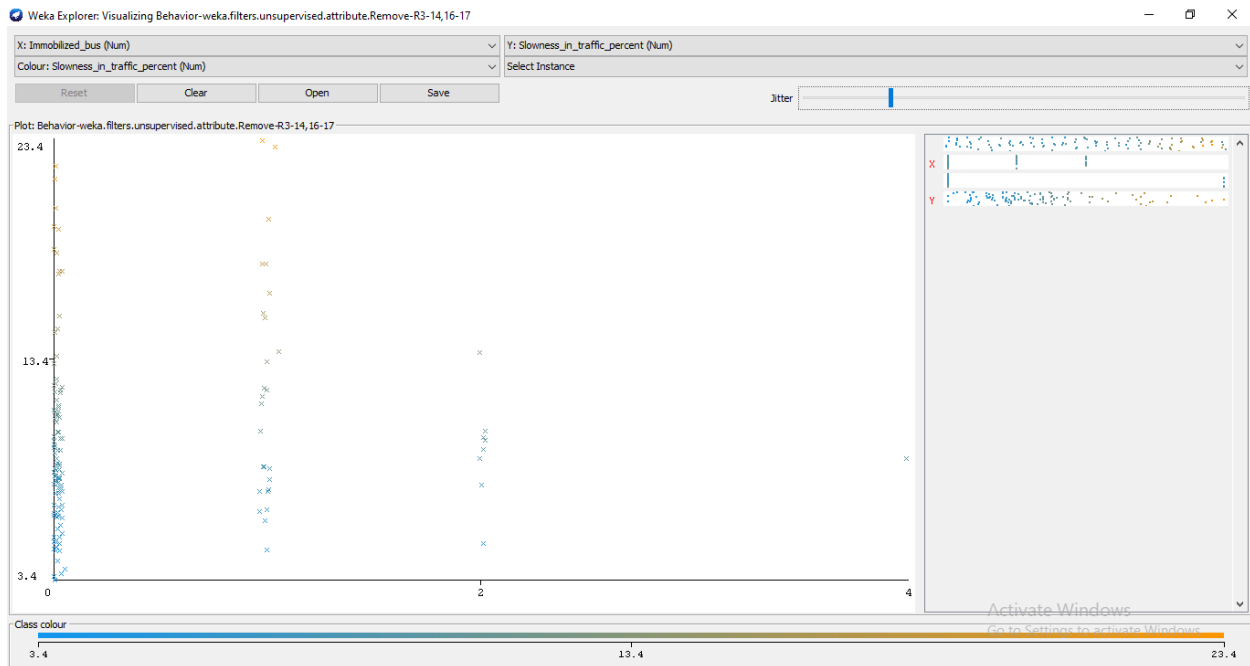 Weka Explorer: Visualizing Behavior-weka.filters.unsupervised.attribute.Remove-R3-14,16-17
X: Immobilized_bus (Num)
Y: Slowness_in_traffic_percent (Num)
Colour: Slowness_in_traffic_percent (Num)
Select Instance
Reset
Clear
Open
Save
Jitter
Plot: Behavior-weka.filters.unsupervised.attribute.Remove-R3-14,16-17
23.4
13.4
3.4
0
2
4
X
Y
Activate Windows
Go to Settings to activate Windows.
Class colour
3.4
13.4
23.4